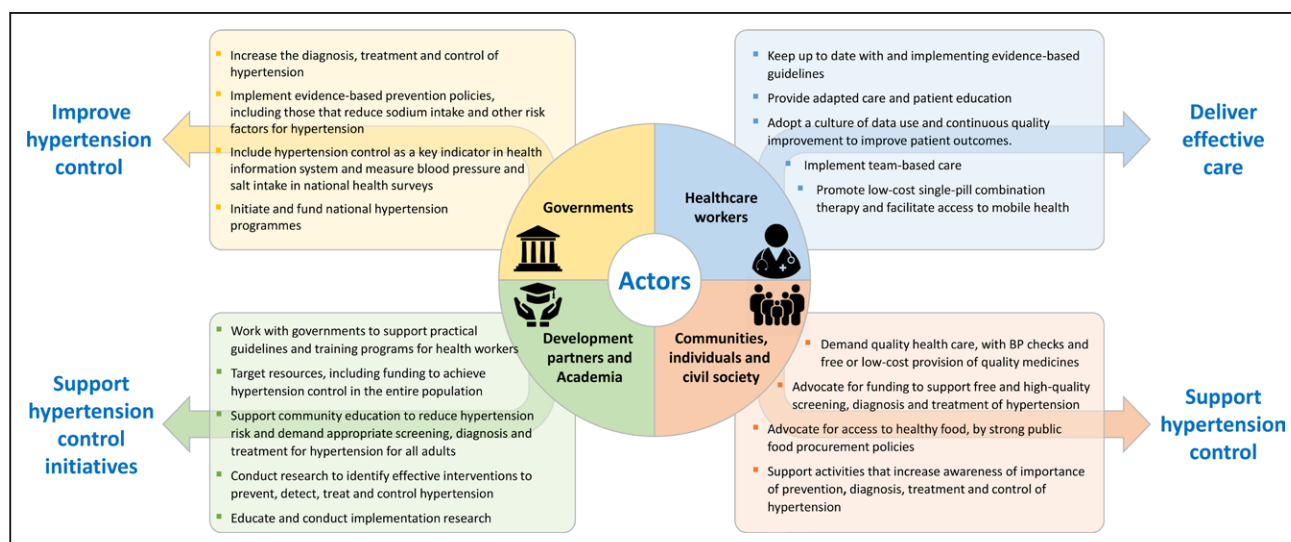 Improve
hypertension
control
Increase the diagnosis, treatment and control of
hypertension
Implement evidence-based prevention policies,
including those that reduce sodium intake and other risk
factors for hypertension
Include hypertension control as a key indicator in health
information system and measure blood pressure and
salt intake in national health surveys
Initiate and fund national hypertension
programmes
Governments
Healthcare
workers
Keep up to date with and implementing evidence-based
guidelines
Provide adapted care and patient education
Adopt a culture of data use and continuous quality
improvement to improve patient outcomes.
Implement team-based care
Promote low-cost single-pill combination
therapy and facilitate access to mobile health
Deliver
effective
care
Actors
Support
hypertension
control
initiatives
Work with governments to support practical
guidelines and training programs for health workers
Target resources, including funding to achieve
hypertension control in the entire population
Support community education to reduce hypertension
risk and demand appropriate screening, diagnosis and
treatment for hypertension for all adults
Conduct research to identify effective interventions to
prevent, detect, treat and control hypertension
Educate and conduct implementation research
Development
partners and
Academia
Communities,
individuals and
civil society
Demand quality health care, with BP checks and
free or low-cost provision of quality medicines
Advocate for funding to support free and high-quality
screening, diagnosis and treatment of hypertension
Advocate for access to healthy food, by strong public
food procurement policies
Support activities that increase awareness of importance
of prevention, diagnosis, treatment and control of
hypertension
Support
hypertension
control